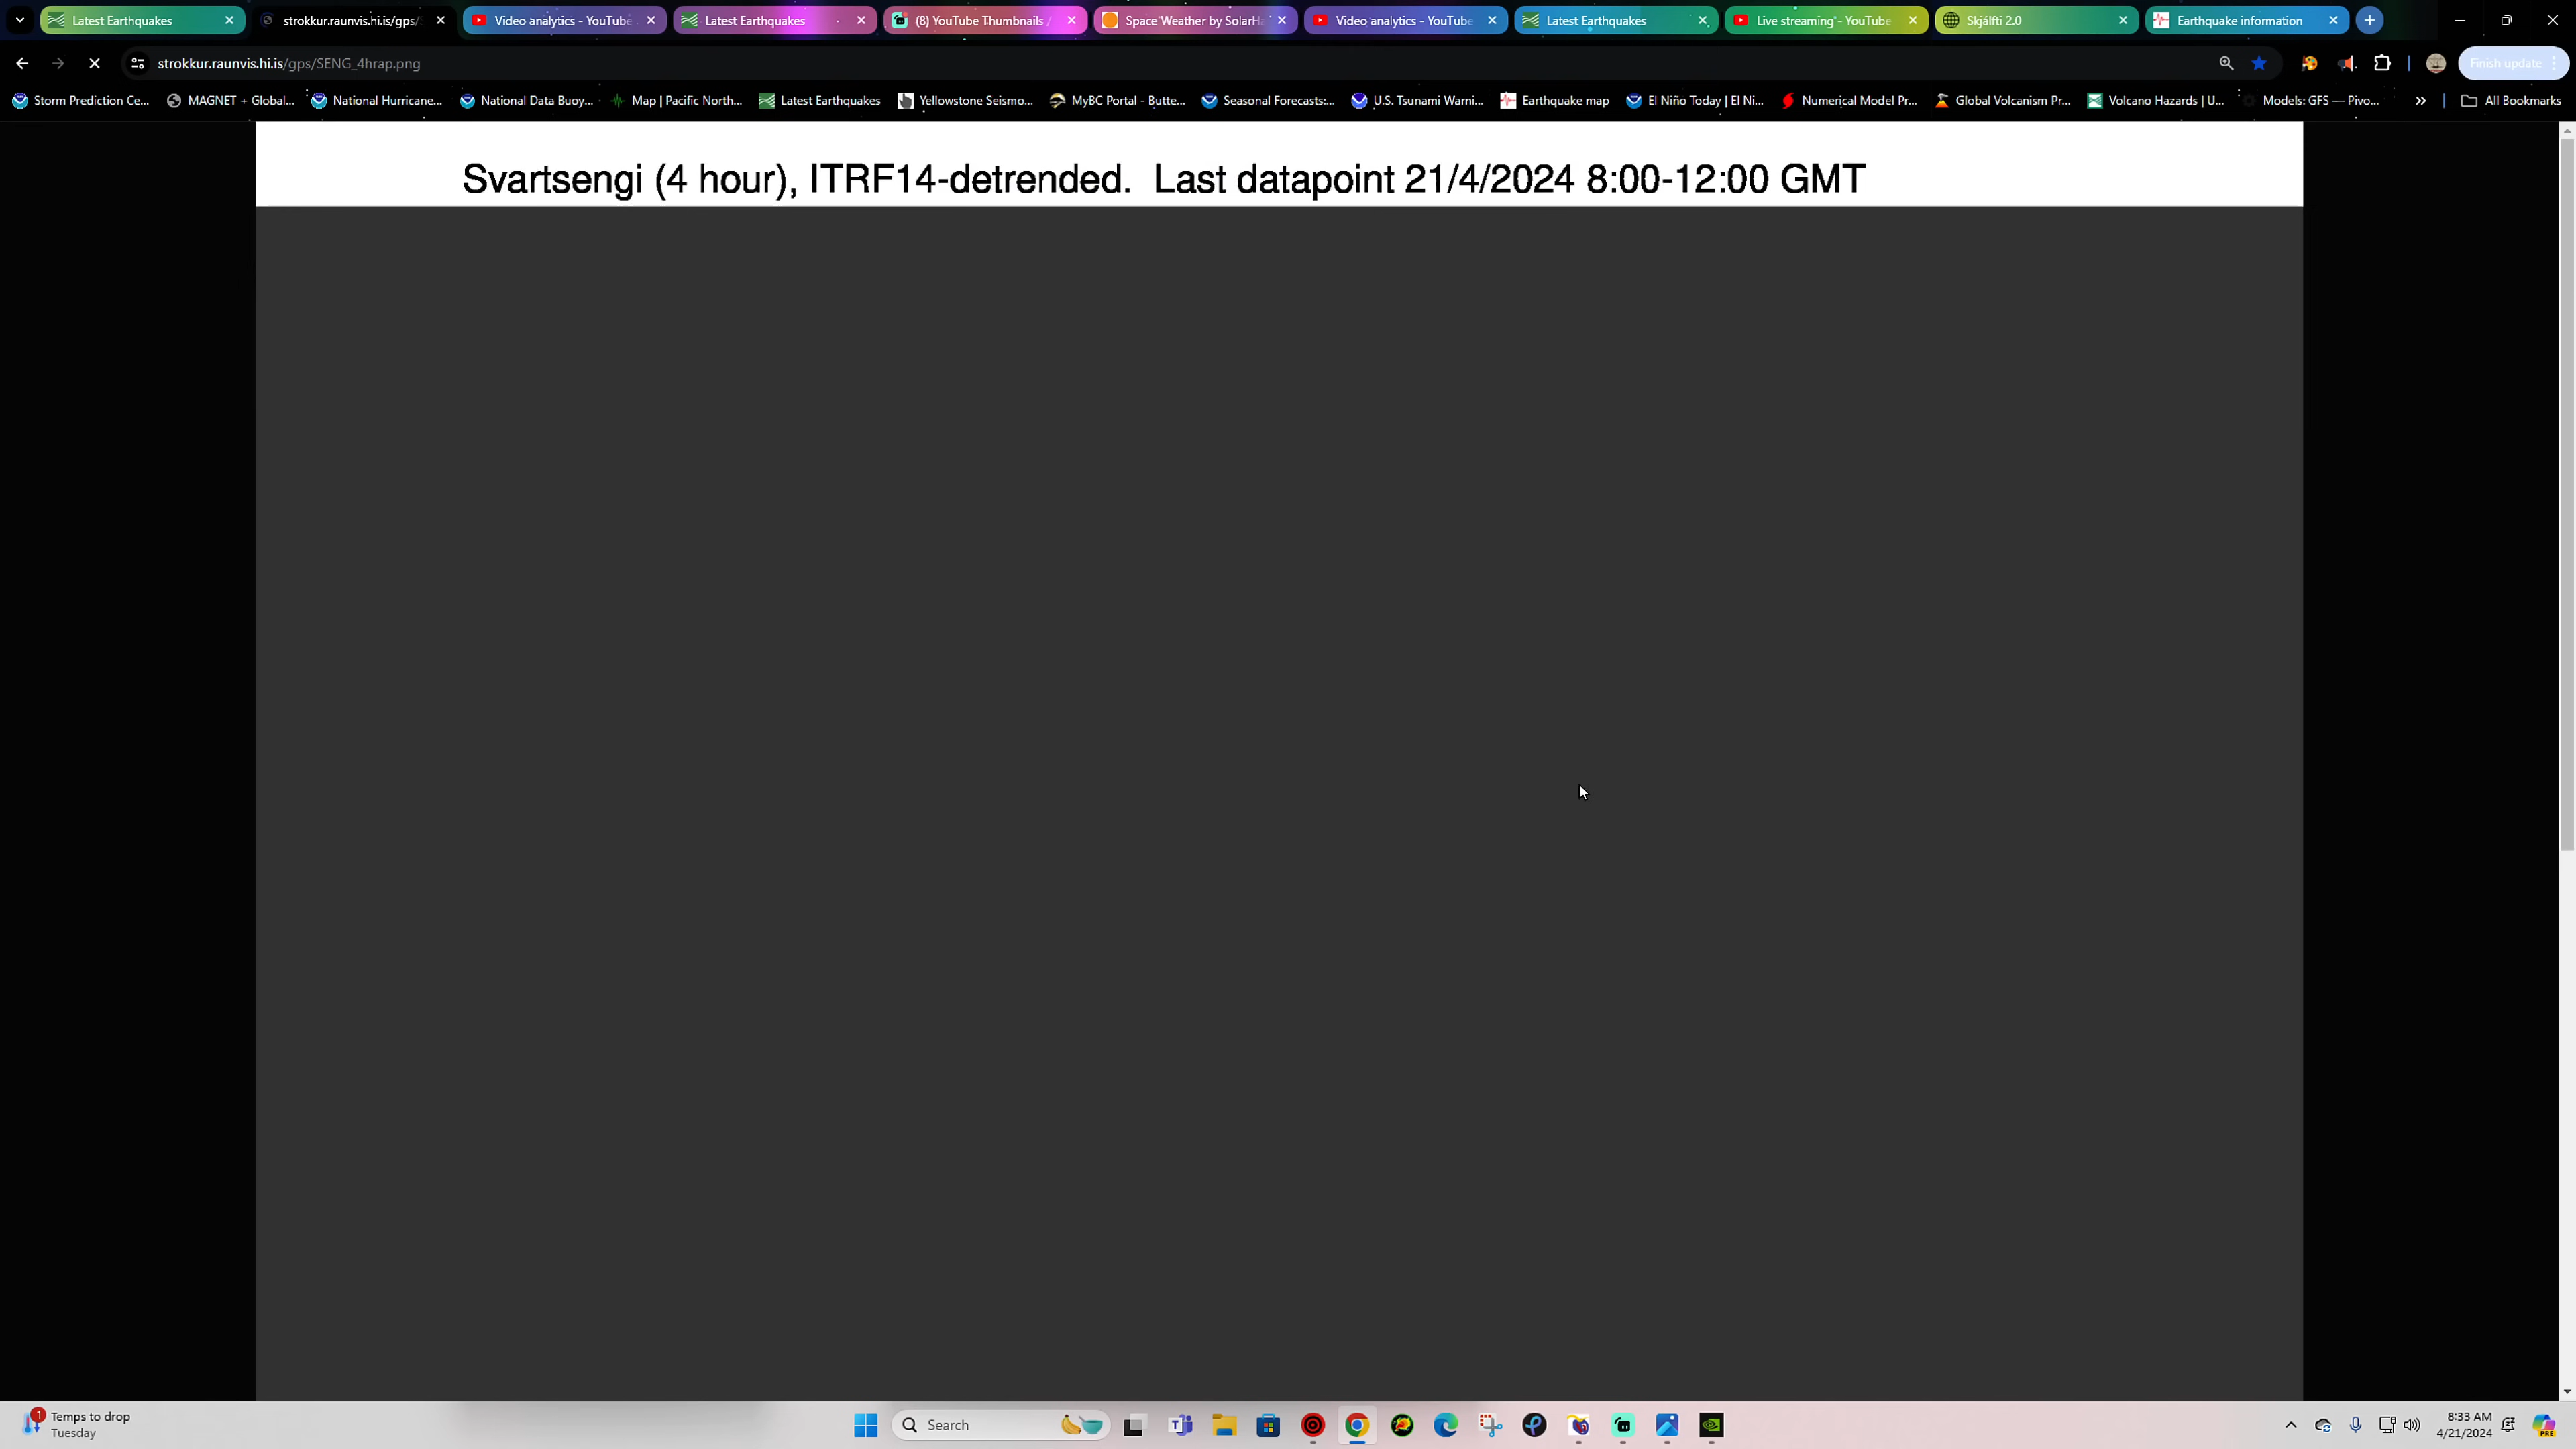 Latest Earthquakes
strokkur.raunvis.hi.is/gps/
Video analytics - YouTube
Latest Earthquakes
(8) YouTube Thumbnails /
Space Weather by SolarHa
Video analytics - YouTube
Latest Earthquakes
Live streaming - YouTube
Skjálfti 2.0
Earthquake information
strokkur.raunvis.hi.is/gps/SENG_4hrap.png
Finish update
Storm Prediction Ce...
MAGNET + Global...
National Hurricane...
National Data Buoy...
Map | Pacific North...
Latest Earthquakes
Yellowstone Seismo...
MyBC Portal - Butte...
Seasonal Forecasts:...
U.S. Tsunami Warni...
Earthquake map
El Niño Today | El Ni...
Numerical Model Pr...
Global Volcanism Pr...
Volcano Hazards | U...
Models: GFS — Pivo...
All Bookmarks
Svartsengi (4 hour), ITRF14-detrended. Last datapoint 21/4/2024 8:00-12:00 GMT
1
Temps to drop
Tuesday
Search
8:33 AM
4/21/2024
PRE